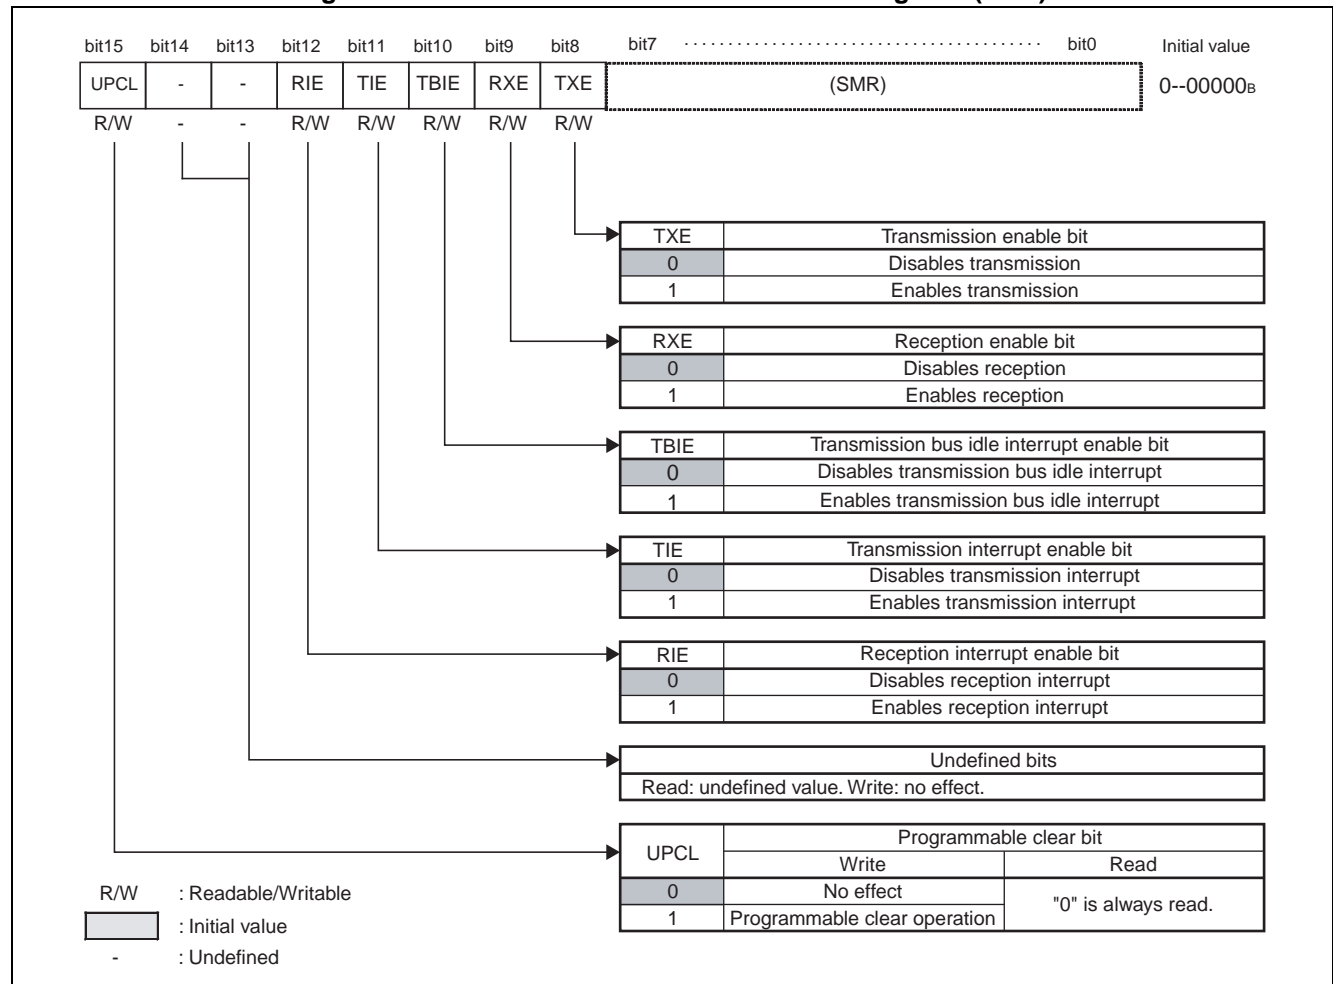 bit15 bit14 bit13 bit12 bit11 bit10 bit9 bit8 bit7 ........................................ bit0 Initial value
UPCL - - RIE TIE TBIE RXE TXE (SMR) 0--00000B
R/W - - R/W R/W R/W R/W R/W
TXE Transmission enable bit
0 Disables transmission
1 Enables transmission
RXE Reception enable bit
0 Disables reception
1 Enables reception
TBIE Transmission bus idle interrupt enable bit
0 Disables transmission bus idle interrupt
1 Enables transmission bus idle interrupt
TIE Transmission interrupt enable bit
0 Disables transmission interrupt
1 Enables transmission interrupt
RIE Reception interrupt enable bit
0 Disables reception interrupt
1 Enables reception interrupt
Undefined bits
Read: undefined value. Write: no effect.
UPCL Programmable clear bit
Write Read
0 No effect "0" is always read.
1 Programmable clear operation
R/W : Readable/Writable
: Initial value
- : Undefined